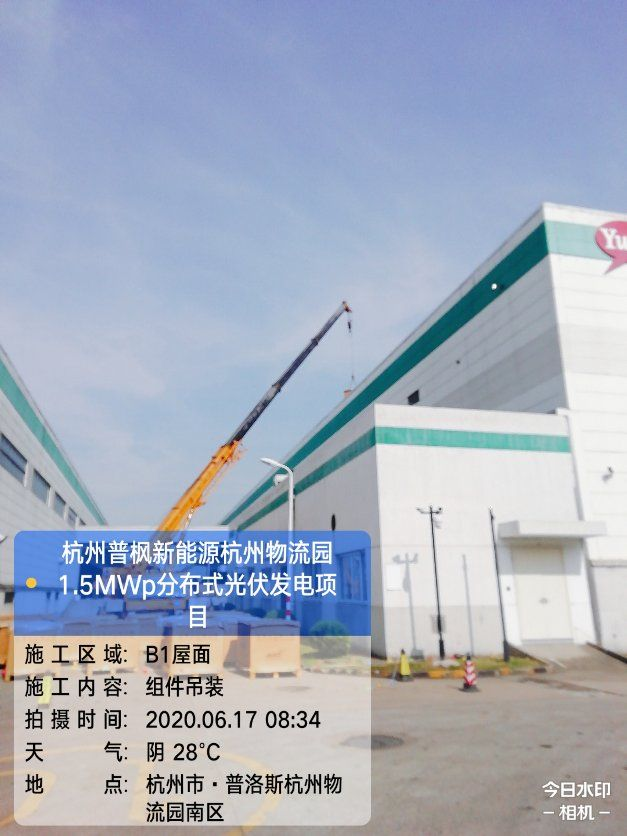 Yu
杭州普枫新能源杭州物流园
1.5MWp分布式光伏发电项
目
施工区域: B1屋面
施工内容: 组件吊装
拍摄时间: 2020.06.17 08:34
天气: 阴 28℃
地点: 杭州市·普洛斯杭州物
流园南区
今日水印
-相机-